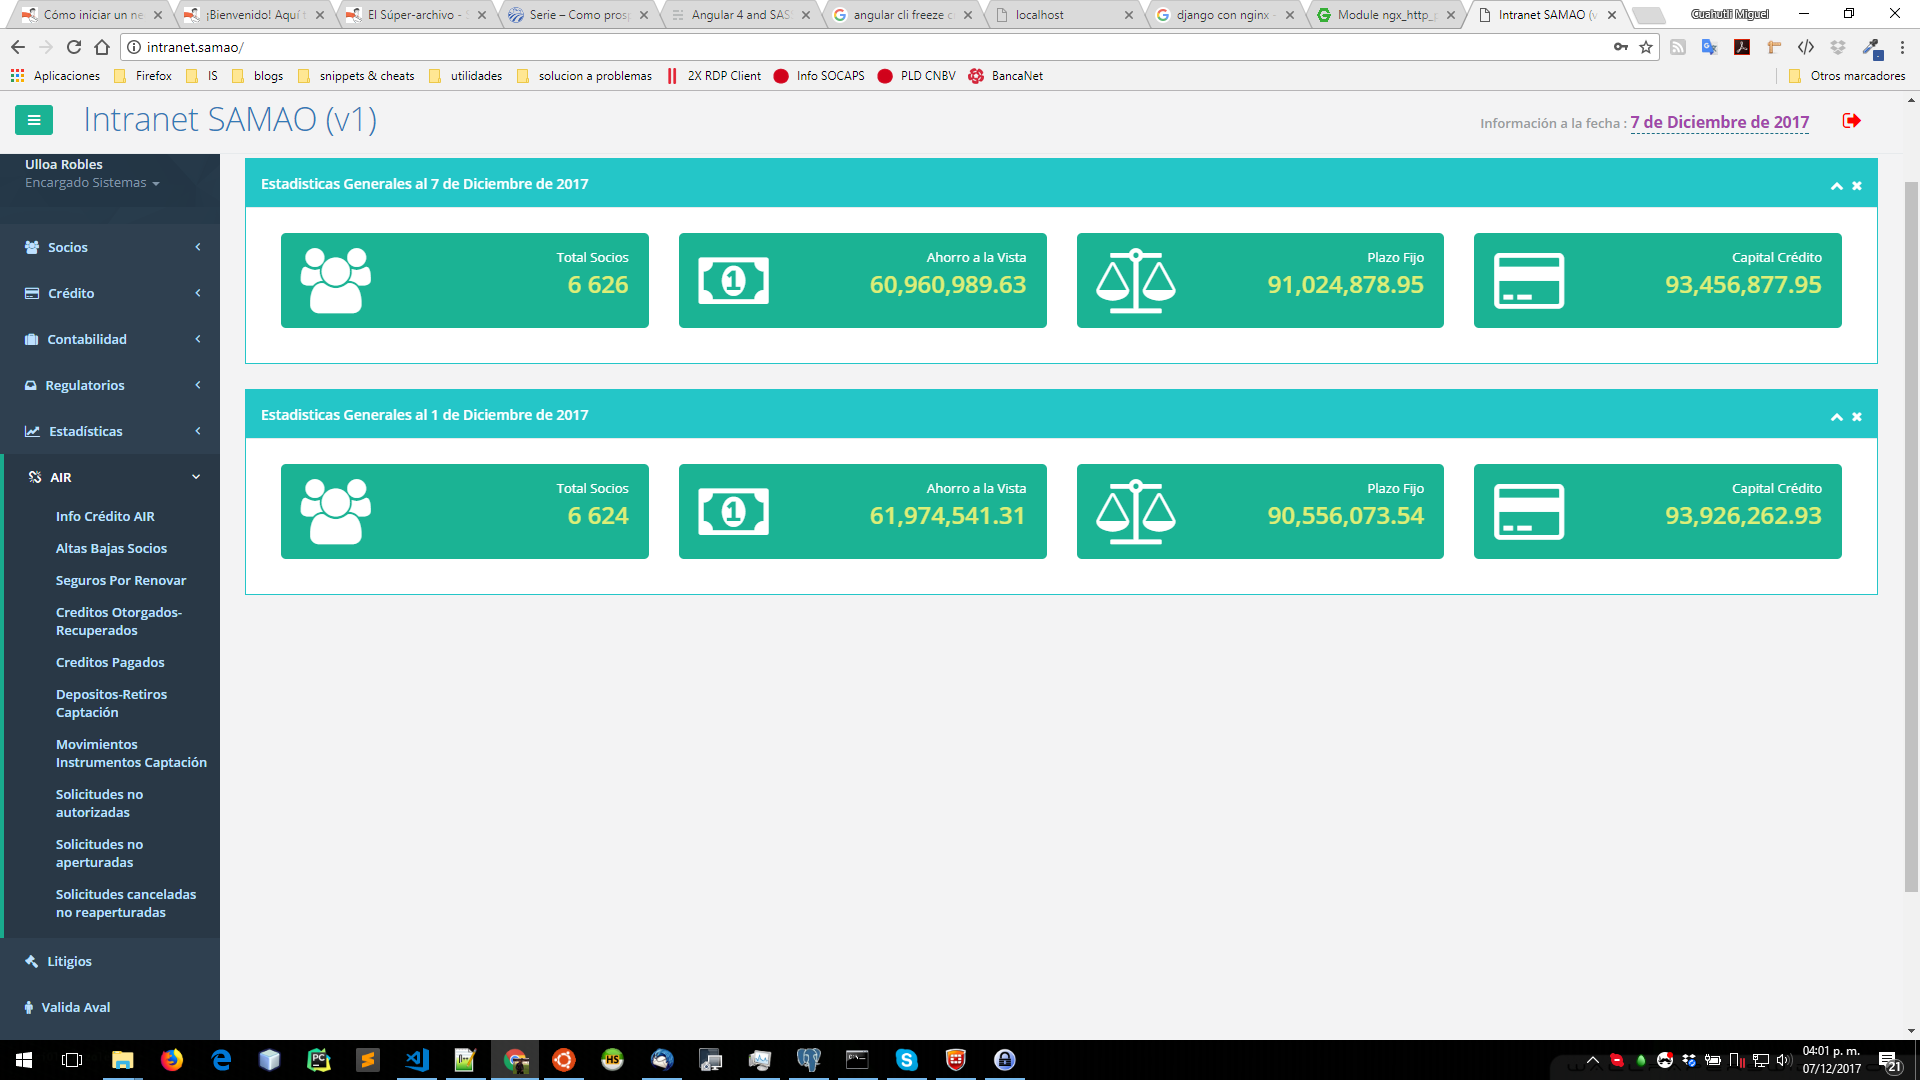 Cómo iniciar un ne
¡Bienvenido! Aquí t
El Súper-archivo - S
Serie – Como prosp
Angular 4 and SASS
angular cli freeze c
localhost
django con nginx -
Module ngx_http_p
Intranet SAMAO (v
Cuahutli Miguel
intranet.samao/
Aplicaciones
Firefox
IS
blogs
snippets & cheats
utilidades
solucion a problemas
2X RDP Client
Info SOCAPS
PLD CNBV
BancaNet
Otros marcadores
Intranet SAMAO (v1)
Información a la fecha : 7 de Diciembre de 2017
Ulloa Robles
Encargado Sistemas
Socios
Crédito
Contabilidad
Regulatorios
Estadísticas
AIR
Info Crédito AIR
Altas Bajas Socios
Seguros Por Renovar
Creditos Otorgados-
Recuperados
Creditos Pagados
Depositos-Retiros
Captación
Movimientos
Instrumentos Captación
Solicitudes no
autorizadas
Solicitudes no
aperturadas
Solicitudes canceladas
no reaperturadas
Litigios
Valida Aval
Estadisticas Generales al 7 de Diciembre de 2017
Total Socios
6 626
Ahorro a la Vista
60,960,989.63
Plazo Fijo
91,024,878.95
Capital Crédito
93,456,877.95
Estadisticas Generales al 1 de Diciembre de 2017
Total Socios
6 624
Ahorro a la Vista
61,974,541.31
Plazo Fijo
90,556,073.54
Capital Crédito
93,926,262.93
04:01 p. m.
07/12/2017
21